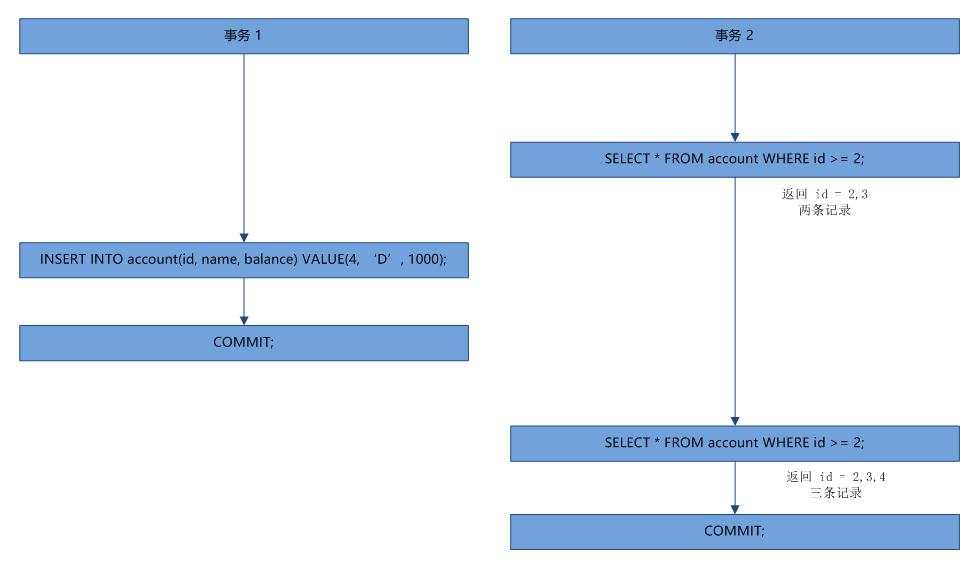 事务 1
INSERT INTO account(id, name, balance) VALUE(4, ‘D’, 1000);
COMMIT;
事务 2
SELECT * FROM account WHERE id >= 2;
返回 id = 2,3
两条记录
SELECT * FROM account WHERE id >= 2;
返回 id = 2,3,4
三条记录
COMMIT;